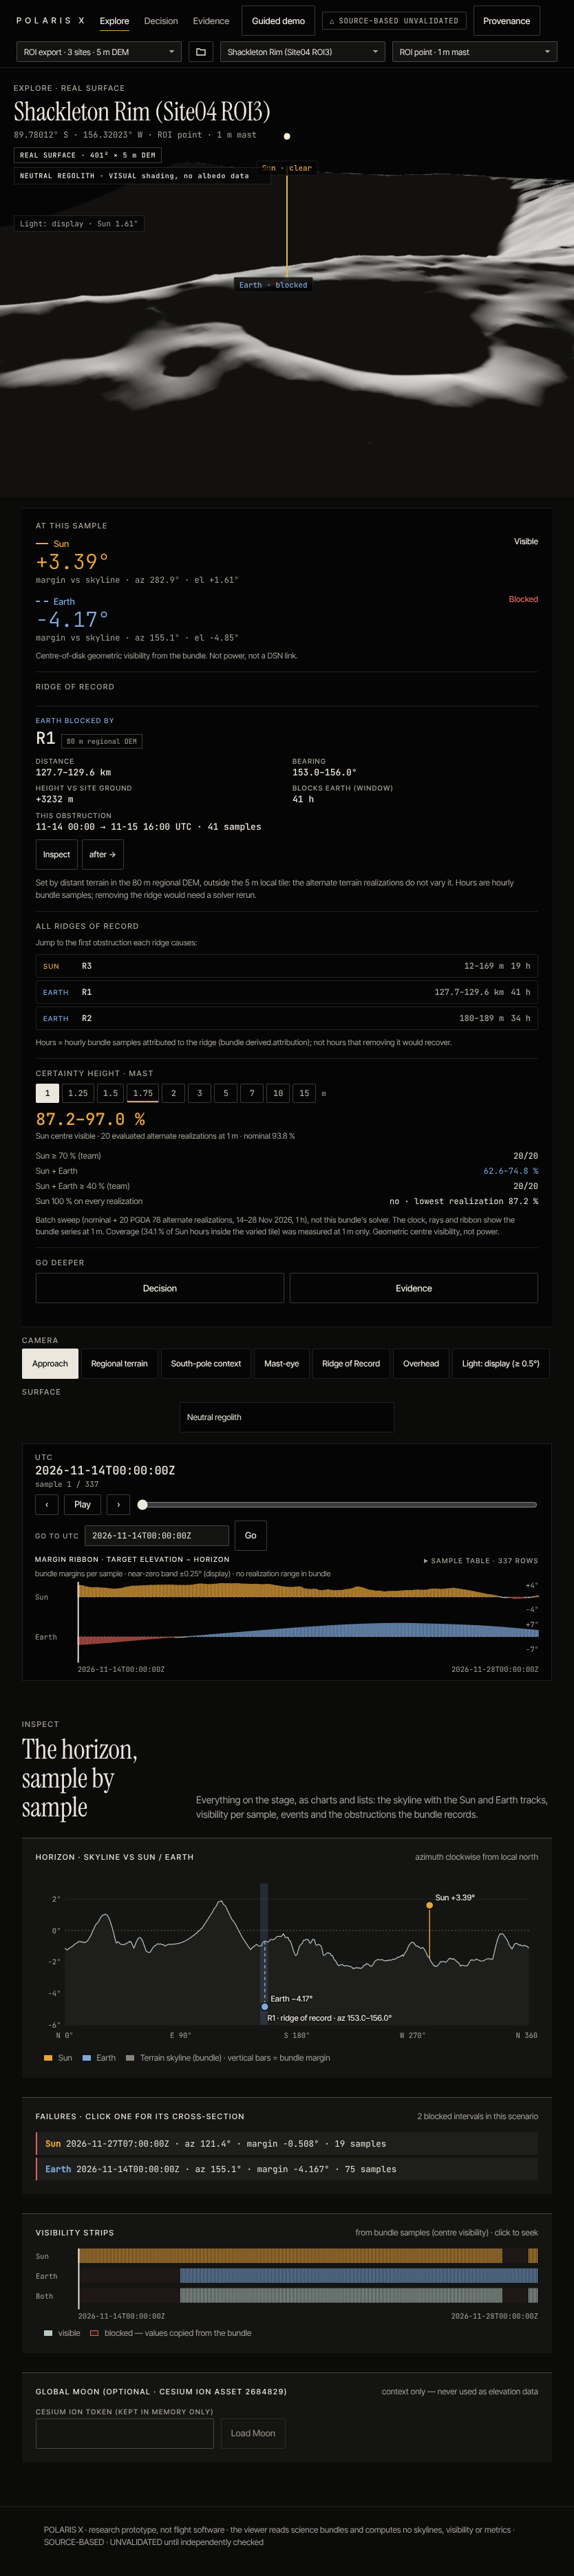 POLARIS X Explore Decision Evidence Guided demo △ SOURCE-BASED UNVALIDATED Provenance
ROI export · 3 sites · 5 m DEM Shackleton Rim (Site04 ROI3) ROI point · 1 m mast
EXPLORE · REAL SURFACE
Shackleton Rim (Site04 ROI3)
89.78012° S · 156.32023° W · ROI point · 1 m mast
REAL SURFACE · 401² × 5 m DEM
Sun · clear
NEUTRAL REGOLITH · VISUAL shading, no albedo data
Light: display · Sun 1.61°
Earth · blocked
AT THIS SAMPLE
Sun Visible
+3.39°
margin vs skyline · az 282.9° · el +1.61°
Earth Blocked
-4.17°
margin vs skyline · az 155.1° · el -4.85°
Centre-of-disk geometric visibility from the bundle. Not power, not a DSN link.
RIDGE OF RECORD
EARTH BLOCKED BY
R1 80 m regional DEM
DISTANCE BEARING
127.7–129.6 km 153.0–156.0°
HEIGHT VS SITE GROUND BLOCKS EARTH (WINDOW)
+3232 m 41 h
THIS OBSTRUCTION
11-14 00:00 → 11-15 16:00 UTC · 41 samples
Inspect after →
Set by distant terrain in the 80 m regional DEM, outside the 5 m local tile: the alternate terrain realizations do not vary it. Hours are hourly
bundle samples; removing the ridge would need a solver rerun.
ALL RIDGES OF RECORD
Jump to the first obstruction each ridge causes:
SUN R3 12–169 m 19 h
EARTH R1 127.7–129.6 km 41 h
EARTH R2 180–189 m 34 h
Hours = hourly bundle samples attributed to the ridge (bundle derived.attribution); not hours that removing it would recover.
CERTAINTY HEIGHT · MAST
1 1.25 1.5 1.75 2 3 5 7 10 15 m
87.2–97.0 %
Sun centre visible · 20 evaluated alternate realizations at 1 m · nominal 93.8 %
Sun ≥ 70 % (team) 20/20
Sun + Earth 62.6–74.8 %
Sun + Earth ≥ 40 % (team) 20/20
Sun 100 % on every realization no · lowest realization 87.2 %
Batch sweep (nominal + 20 PGDA 78 alternate realizations, 14–28 Nov 2026, 1 h), not this bundle's solver. The clock, rays and ribbon show the
bundle series at 1 m. Coverage (34.1 % of Sun hours inside the varied tile) was measured at 1 m only. Geometric centre visibility, not power.
GO DEEPER
Decision Evidence
CAMERA
Approach Regional terrain South-pole context Mast-eye Ridge of Record Overhead Light: display (≥ 0.5°)
SURFACE
Neutral regolith
UTC
2026-11-14T00:00:00Z
sample 1 / 337
‹ Play ›
GO TO UTC 2026-11-14T00:00:00Z Go
MARGIN RIBBON · TARGET ELEVATION − HORIZON ▶ SAMPLE TABLE · 337 ROWS
bundle margins per sample · near-zero band ±0.25° (display) · no realization range in bundle
Sun +4°
-4°
Earth +7°
-7°
2026-11-14T00:00:00Z 2026-11-28T00:00:00Z
INSPECT
The horizon,
sample by
sample
Everything on the stage, as charts and lists: the skyline with the Sun and Earth tracks,
visibility per sample, events and the obstructions the bundle records.
HORIZON · SKYLINE VS SUN / EARTH azimuth clockwise from local north
2° Sun +3.39°
0°
-2°
-4° Earth −4.17°
-6° R1 · ridge of record · az 153.0–156.0°
N 0° E 90° S 180° W 270° N 360
Sun Earth Terrain skyline (bundle) · vertical bars = bundle margin
FAILURES · CLICK ONE FOR ITS CROSS-SECTION 2 blocked intervals in this scenario
Sun 2026-11-27T07:00:00Z · az 121.4° · margin -0.508° · 19 samples
Earth 2026-11-14T00:00:00Z · az 155.1° · margin -4.167° · 75 samples
VISIBILITY STRIPS from bundle samples (centre visibility) · click to seek
Sun
Earth
Both
2026-11-14T00:00:00Z 2026-11-28T00:00:00Z
visible blocked — values copied from the bundle
GLOBAL MOON (OPTIONAL · CESIUM ION ASSET 2684829) context only — never used as elevation data
CESIUM ION TOKEN (KEPT IN MEMORY ONLY)
Load Moon
POLARIS X · research prototype, not flight software · the viewer reads science bundles and computes no skylines, visibility or metrics ·
SOURCE-BASED · UNVALIDATED until independently checked